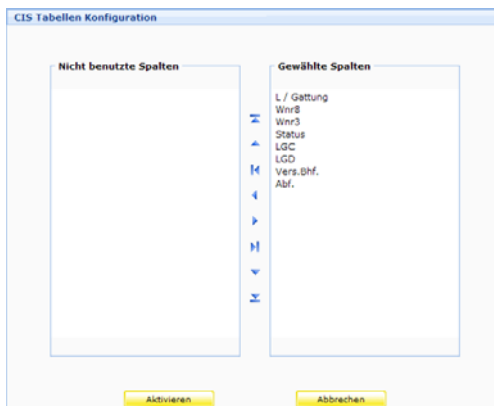 CIS Tabellen Konfiguration
Nicht benutzte Spalten
Gewählte Spalten
L / Gattung
Wnr8
Wnr3
Status
LGC
LGD
Vers.Bhf.
Abf.
Aktivieren
Abbrechen